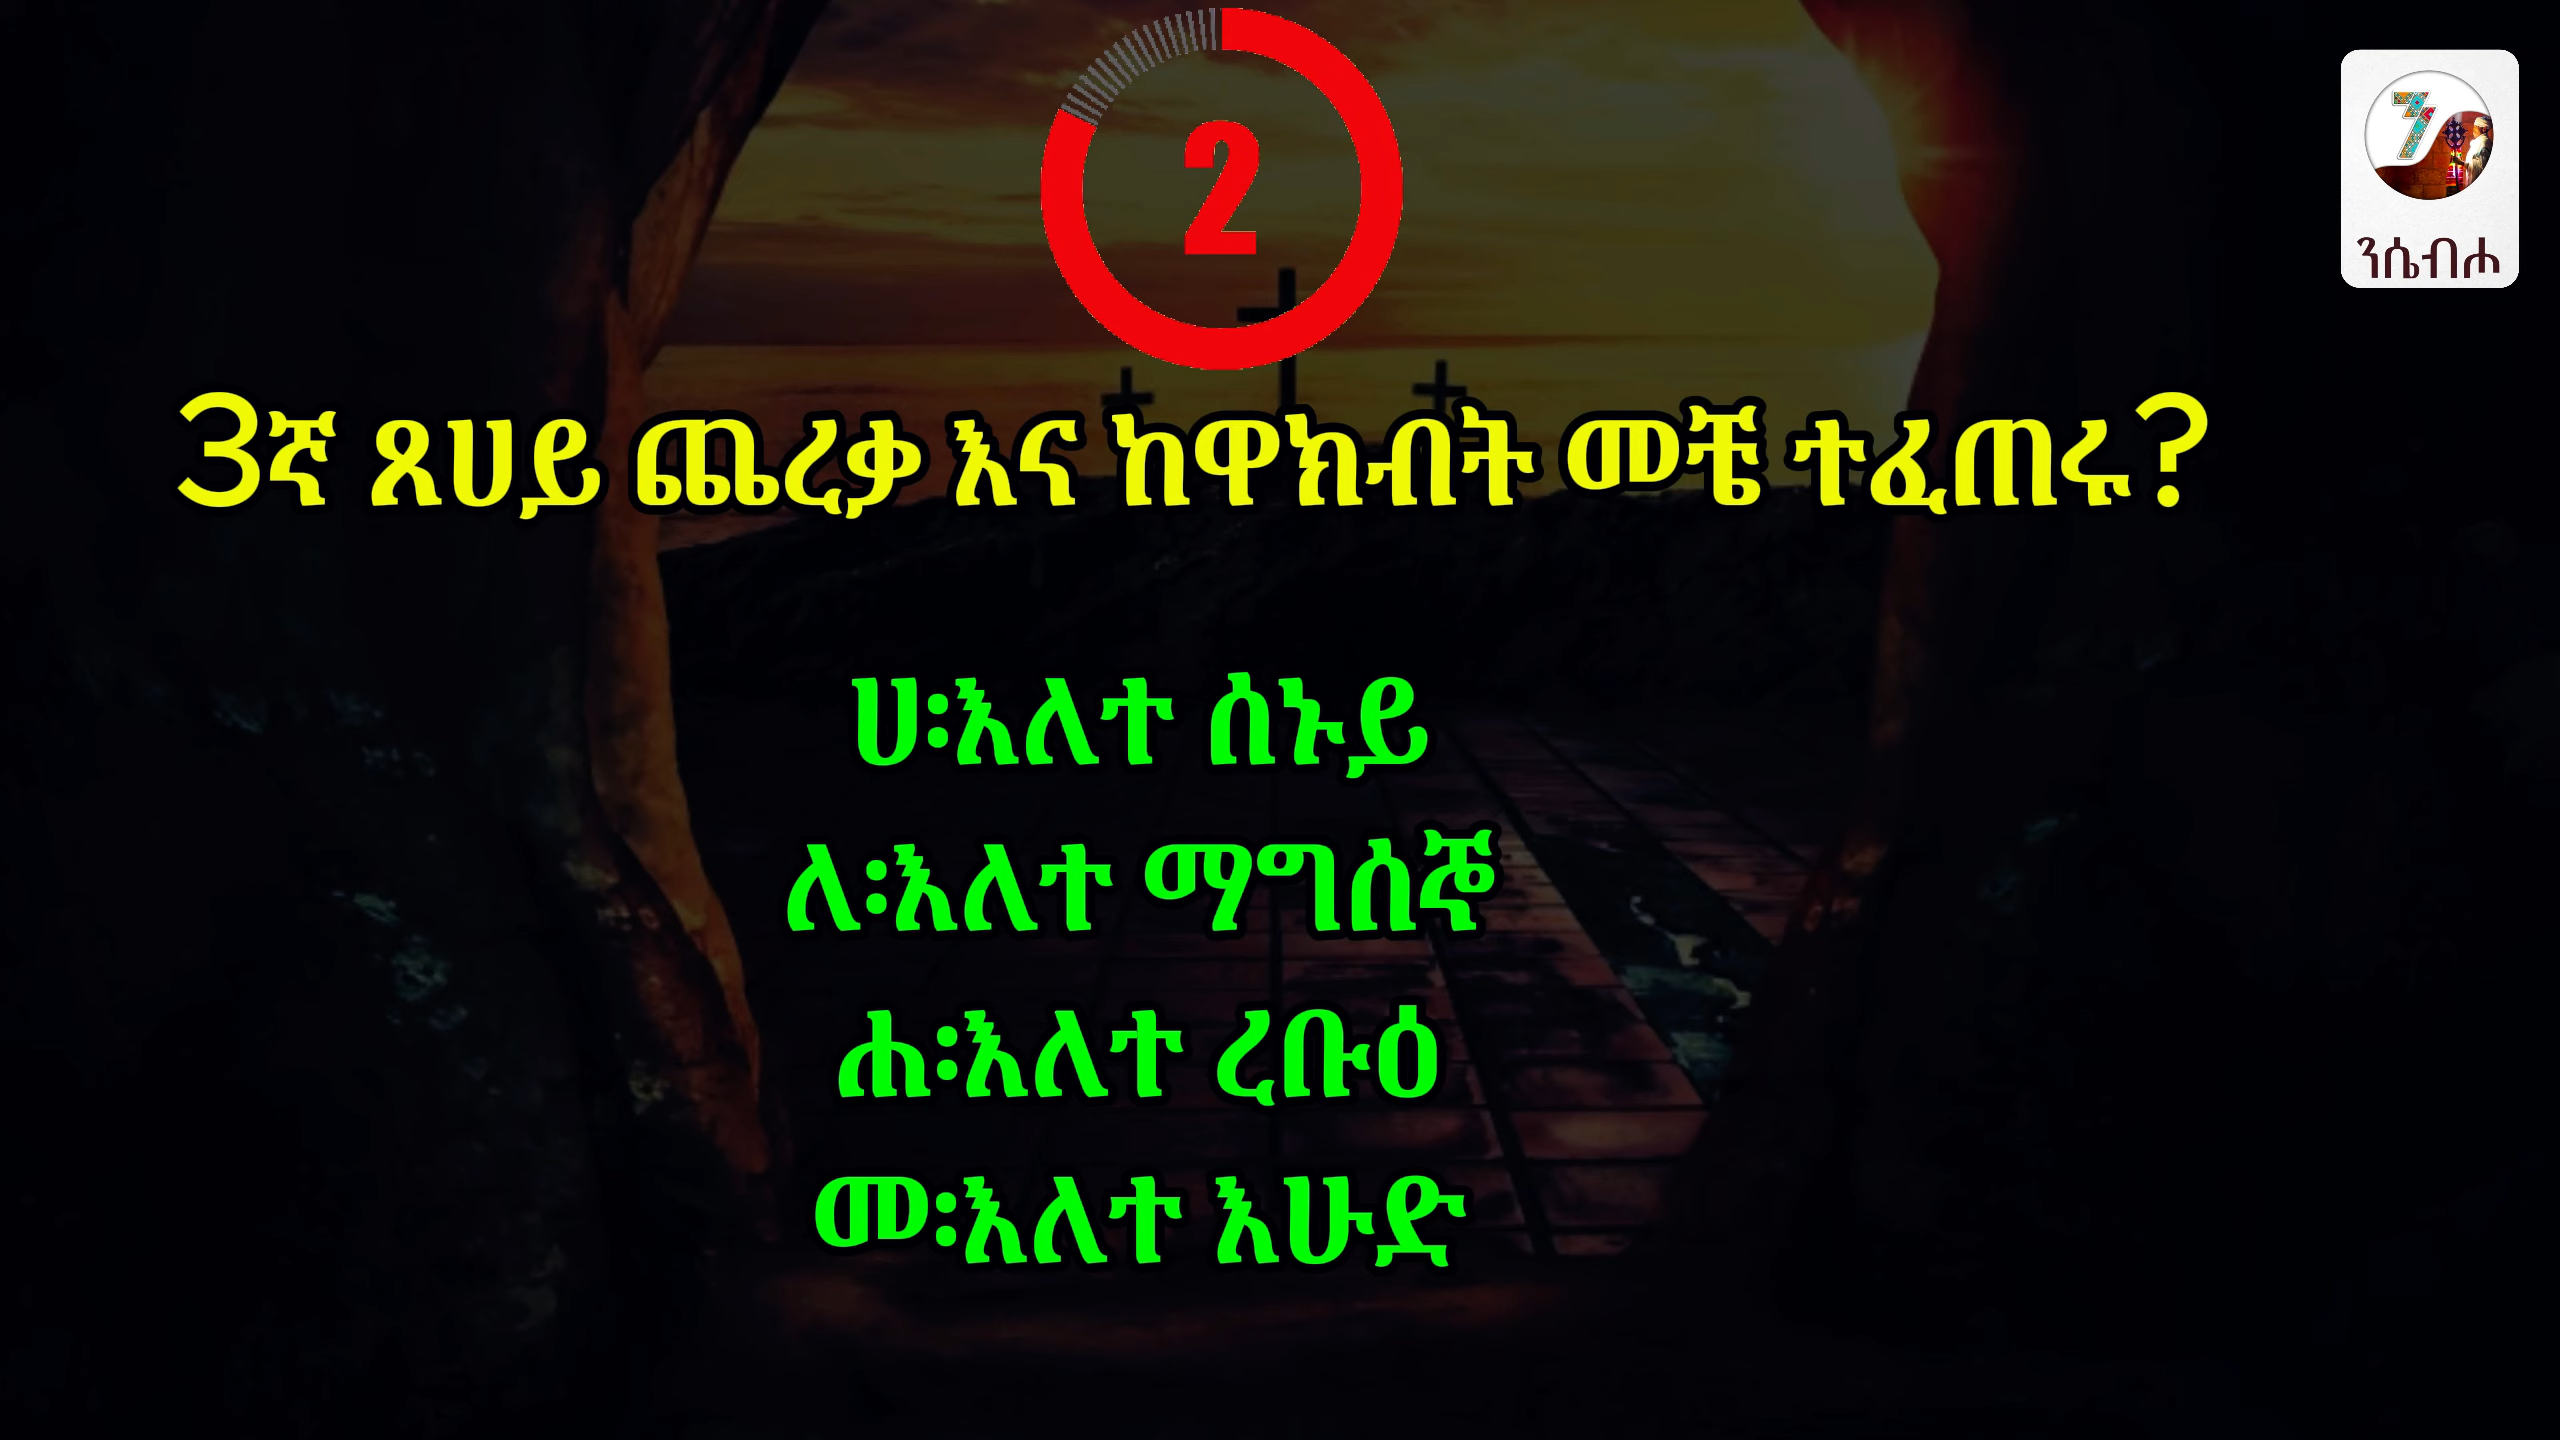 2
ን
ንሴብሖ
3ኛ ጸሀይ ጨረቃ እና ከዋክብት መቼ ተፈጠሩ?
ሀ፡እለተ ሰኑይ
ለ፡እለተ ማግሰኞ
ሐ፡እለተ ረቡዕ
መ፡እለተ እሁድ